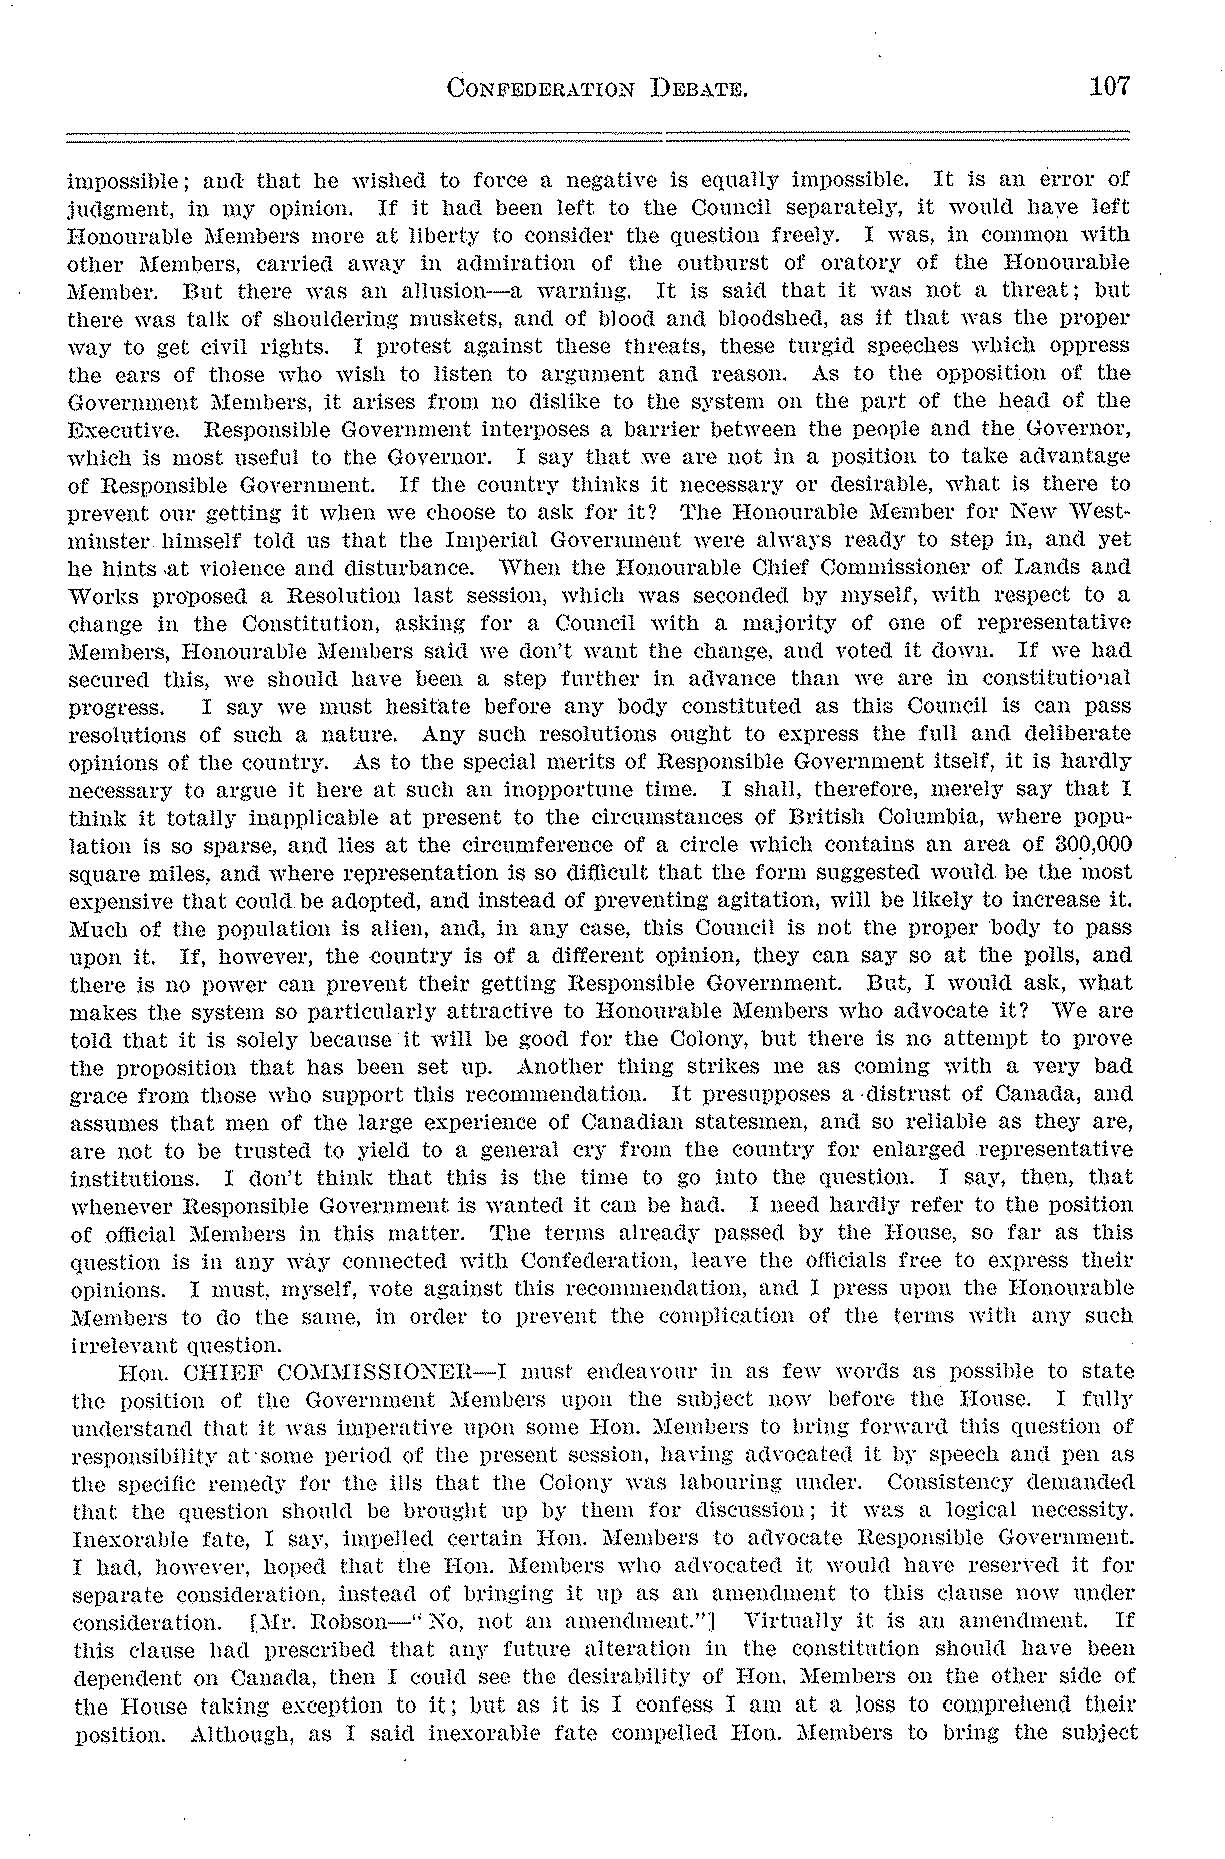 CONFEDERATION DEBATE. 107
impossible; and that he wished to force a negative is equally impossible. It is an error of
judgment, in my opinion. If it had been left to the Council separately, it would have left
Honourable Members more at liberty to consider the question freely. I was, in common with
other Members, carried away in admiration of the outburst of oratory of the Honourable
Member. But there was an allusion—a warning. It is said that it was not a threat; but
there was talk of shouldering muskets, and of blood and bloodshed, as if that was the proper
way to get civil rights. I protest against these threats, these turgid speeches which oppress
the ears of those who wish to listen to argument and reason. As to the opposition of the
Government Members, it arises from no dislike to the system on the part of the head of the
Executive. Responsible Government interposes a barrier between the people and the Governor,
which is most useful to the Governor. I say that we are not in a position to take advantage
of Responsible Government. If the country thinks it necessary or desirable, what is there to
prevent our getting it when we choose to ask for it? The Honourable Member for New West-
minster himself told us that the Imperial Government were always ready to step in, and yet
he hints at violence and disturbance. When the Honourable Chief Commissioner of Lands and
Works proposed a Resolution last session, which was seconded by myself, with respect to a
change in the Constitution, asking for a Council with a majority of one of representative
Members, Honourable Members said we don't want the change, and voted it down. If we had
secured this, we should have been a step further in advance than we are in constitutional
progress. I say we must hesitate before any body constituted as this Council is can pass
resolutions of such a nature. Any such resolutions ought to express the full and deliberate
opinions of the country. As to the special merits of Responsible Government itself, it is hardly
necessary to argue it here at such an inopportune time. I shall, therefore, merely say that I
think it totally inapplicable at present to the circumstances of British Columbia, where popu-
lation is so sparse, and lies at the circumference of a circle which contains an area of 300,000
square miles, and where representation is so difficult that the form suggested would be the most
expensive that could be adopted, and instead of preventing agitation, will be likely to increase it.
Much of the population is alien, and, in any case, this Council is not the proper body to pass
upon it. If, however, the country is of a different opinion, they can say so at the polls, and
there is no power can prevent their getting Responsible Government. But, I would ask, what
makes the system so particularly attractive to Honourable Members who advocate it? We are
told that it is solely because it will be good for the Colony, but there is no attempt to prove
the proposition that has been set up. Another thing strikes me as coming with a very bad
grace from those who support this recommendation. It presupposes a distrust of Canada, and
assumes that men of the large experience of Canadian statesmen, and so reliable as they are,
are not to be trusted to yield to a general cry from the country for enlarged representative
institutions. I don't think that this is the time to go into the question. I say, then, that
whenever Responsible Government is wanted it can be had. I need hardly refer to the position
of official Members in this matter. The terms already passed by the House, so far as this
question is in any way connected with Confederation, leave the officials free to express their
opinions. I must, myself, vote against this recommendation, and I press upon the Honourable
Members to do the same, in order to prevent the complication of the terms with any such
irrelevant question.
Hon. CHIEF COMMISSIONER—I must endeavour in as few words as possible to state
the position of the Government Members upon the subject now before the House. I fully
understand that it was imperative upon some Hon. Members to bring forward this question of
responsibility at some period of the present session, having advocated it by speech and pen as
the specific remedy for the ills that the Colony was labouring under. Consistency demanded
that the question should be brought up by them for discussion; it was a logical necessity.
Inexorable fate, I say, impelled certain Hon. Members to advocate Responsible Government.
I had, however, hoped that the Hon. Members who advocated it would have reserved it for
separate consideration, instead of bringing it up as an amendment to this clause now under
consideration. [Mr. Robson—“No, not an amendment.”] Virtually it is an amendment. If
this clause had prescribed that any future alteration in the constitution should have been
dependent on Canada, then I could see the desirability of Hon. Members on the other side of
the House taking exception to it; but as it is I confess I am at a loss to comprehend their
position. Although, as I said inexorable fate compelled Hon. Members to bring the subject